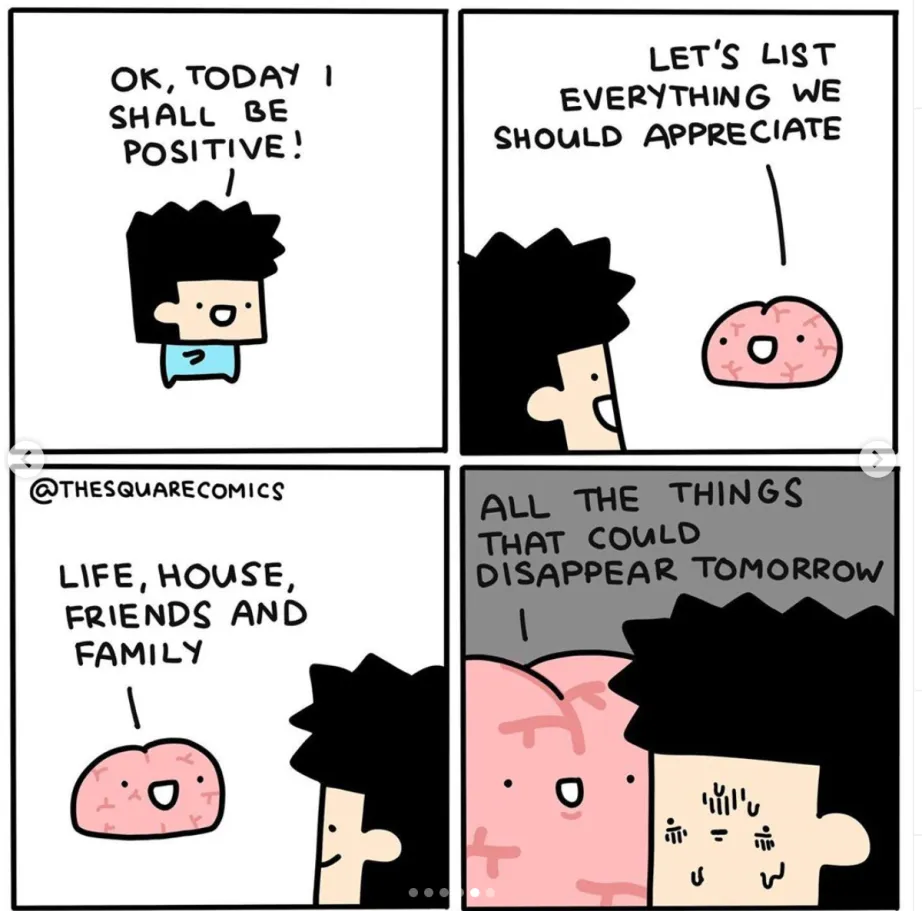 OK, TODAY I
SHALL BE
POSITIVE!
LET'S LIST
EVERYTHING WE
SHOULD APPRECIATE
@THESQUARECOMICS
LIFE, HOUSE,
FRIENDS AND
FAMILY
ALL THE THINGS
THAT COULD
DISAPPEAR TOMORROW